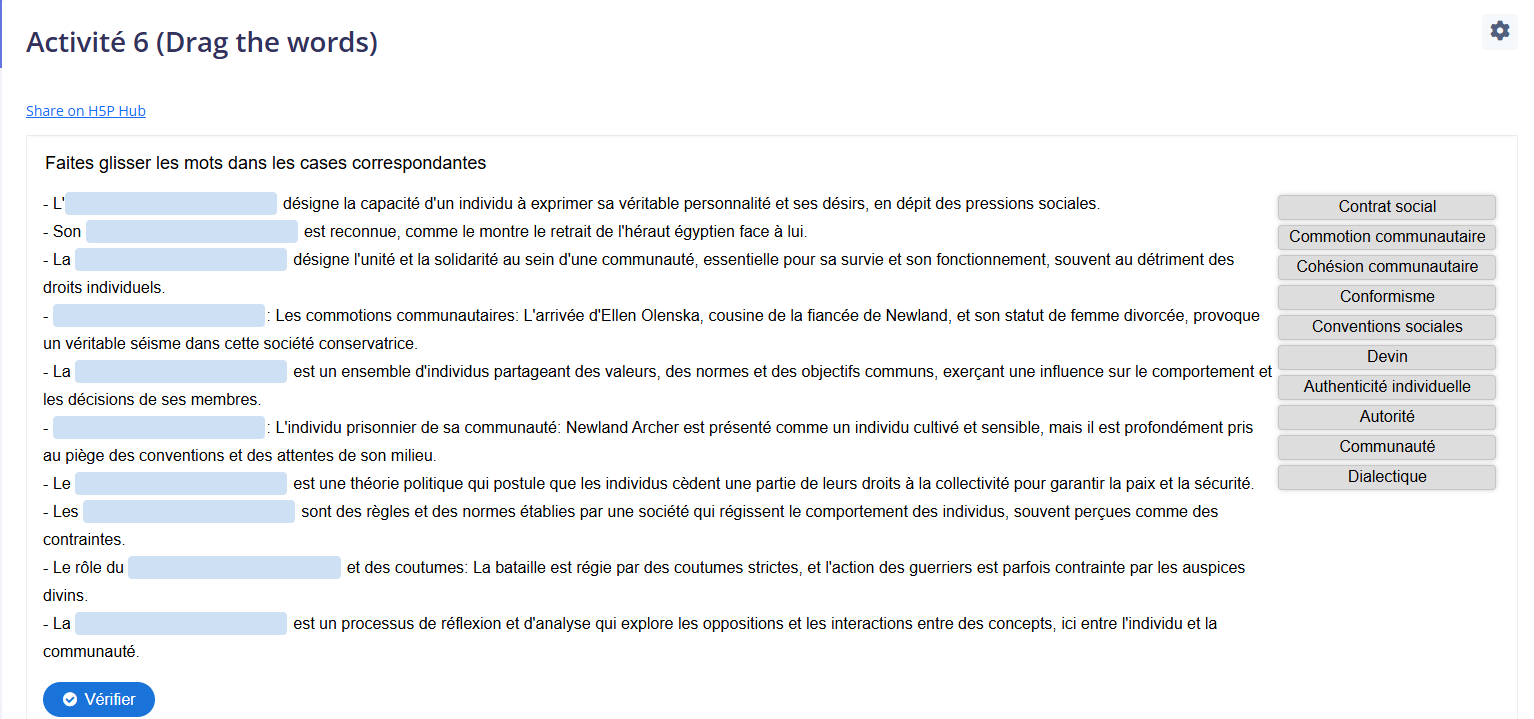 Activité 6 (Drag the words)
Share on H5P Hub
Faites glisser les mots dans les cases correspondantes
- L' désigne la capacité d'un individu à exprimer sa véritable personnalité et ses désirs, en dépit des pressions sociales.
- Son est reconnue, comme le montre le retrait de l'héraut égyptien face à lui.
- La désigne l'unité et la solidarité au sein d'une communauté, essentielle pour sa survie et son fonctionnement, souvent au détriment des
droits individuels.
- : Les commotions communautaires: L'arrivée d'Ellen Olenska, cousine de la fiancée de Newland, et son statut de femme divorcée, provoque
un véritable séisme dans cette société conservatrice.
- La est un ensemble d'individus partageant des valeurs, des normes et des objectifs communs, exerçant une influence sur le comportement et
les décisions de ses membres.
- : L'individu prisonnier de sa communauté: Newland Archer est présenté comme un individu cultivé et sensible, mais il est profondément pris
au piège des conventions et des attentes de son milieu.
- Le est une théorie politique qui postule que les individus cèdent une partie de leurs droits à la collectivité pour garantir la paix et la sécurité.
- Les sont des règles et des normes établies par une société qui régissent le comportement des individus, souvent perçues comme des
contraintes.
- Le rôle du et des coutumes: La bataille est régie par des coutumes strictes, et l'action des guerriers est parfois contrainte par les auspices
divins.
- La est un processus de réflexion et d'analyse qui explore les oppositions et les interactions entre des concepts, ici entre l'individu et la
communauté.
Contrat social
Commotion communautaire
Cohésion communautaire
Conformisme
Conventions sociales
Devin
Authenticité individuelle
Autorité
Communauté
Dialectique
Vérifier